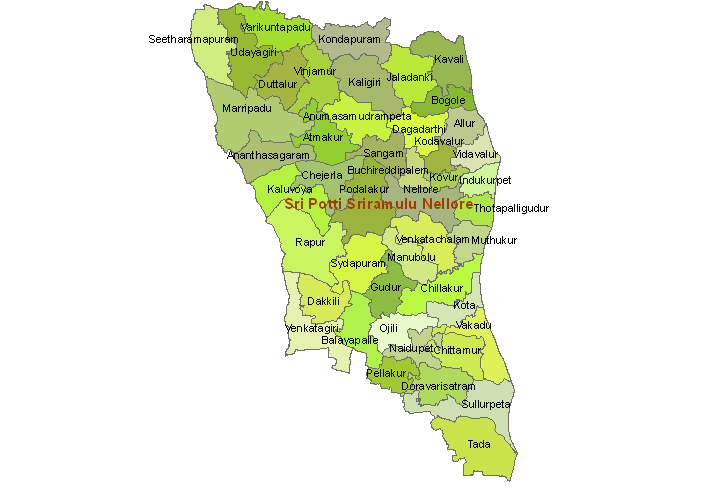 Varikuntapadu
Seetharamapuram
Kondapuram
Udayagiri
Kavali
Vinjamur
Duttalur
Kaligiri
Jaladanki
Bogole
Marripadu
Anumasamudrampeta
Allur
Dagadarthi
Atmakur
Kodavalur
Ananthasagaram
Sangam
Vidavalur
Buchireddipalem
Chejerla
Kovur
Indukurpet
Kaluvoya
Podalakur
Nellore
Sri Potti Sriramulu Nellore
Thotapalligudur
Rapur
Venkatachalam
Muthukur
Manubolu
Sydapuram
Gudur
Chillakur
Dakkili
Kota
Venkatagiri
Ojili
Vakadu
Balayapalle
Naidupet
Chittamur
Pellakur
Doravarisatram
Sullurpeta
Tada